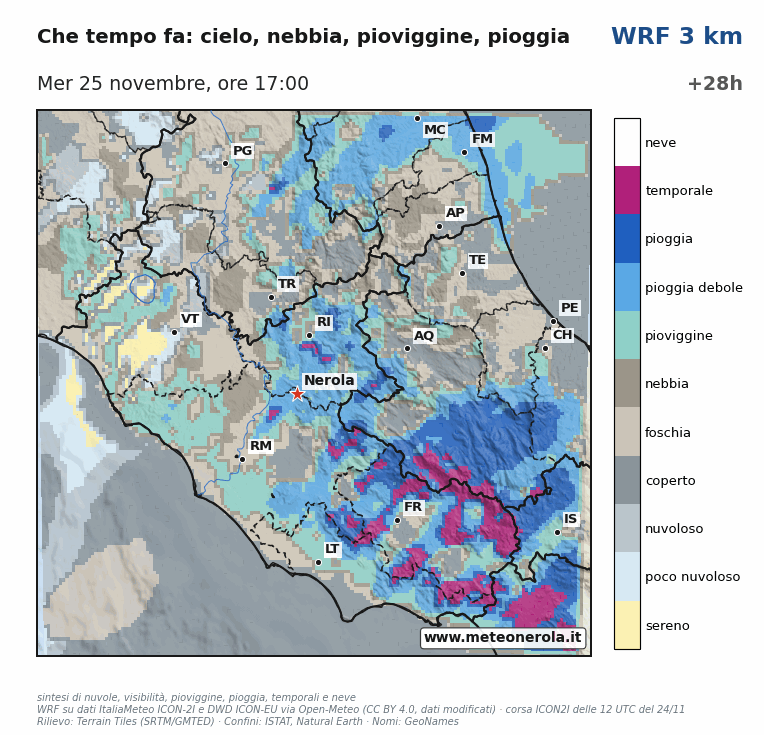 Che tempo fa: cielo, nebbia, pioviggine, pioggia
WRF 3 km
Mer 25 novembre, ore 17:00
+28h
MC
FM
PG
AP
TE
TR
PE
VT
RI
CH
AQ
Nerola
RM
FR
IS
LT
www.meteonerola.it
neve
temporale
pioggia
pioggia debole
pioviggine
nebbia
foschia
coperto
nuvoloso
poco nuvoloso
sereno
sintesi di nuvole, visibilità, pioviggine, pioggia, temporali e neve
WRF su dati ItaliaMeteo ICON-2I e DWD ICON-EU via Open-Meteo (CC BY 4.0, dati modificati) · corsa ICON2I delle 12 UTC del 24/11
Rilievo: Terrain Tiles (SRTM/GMTED) · Confini: ISTAT, Natural Earth · Nomi: GeoNames